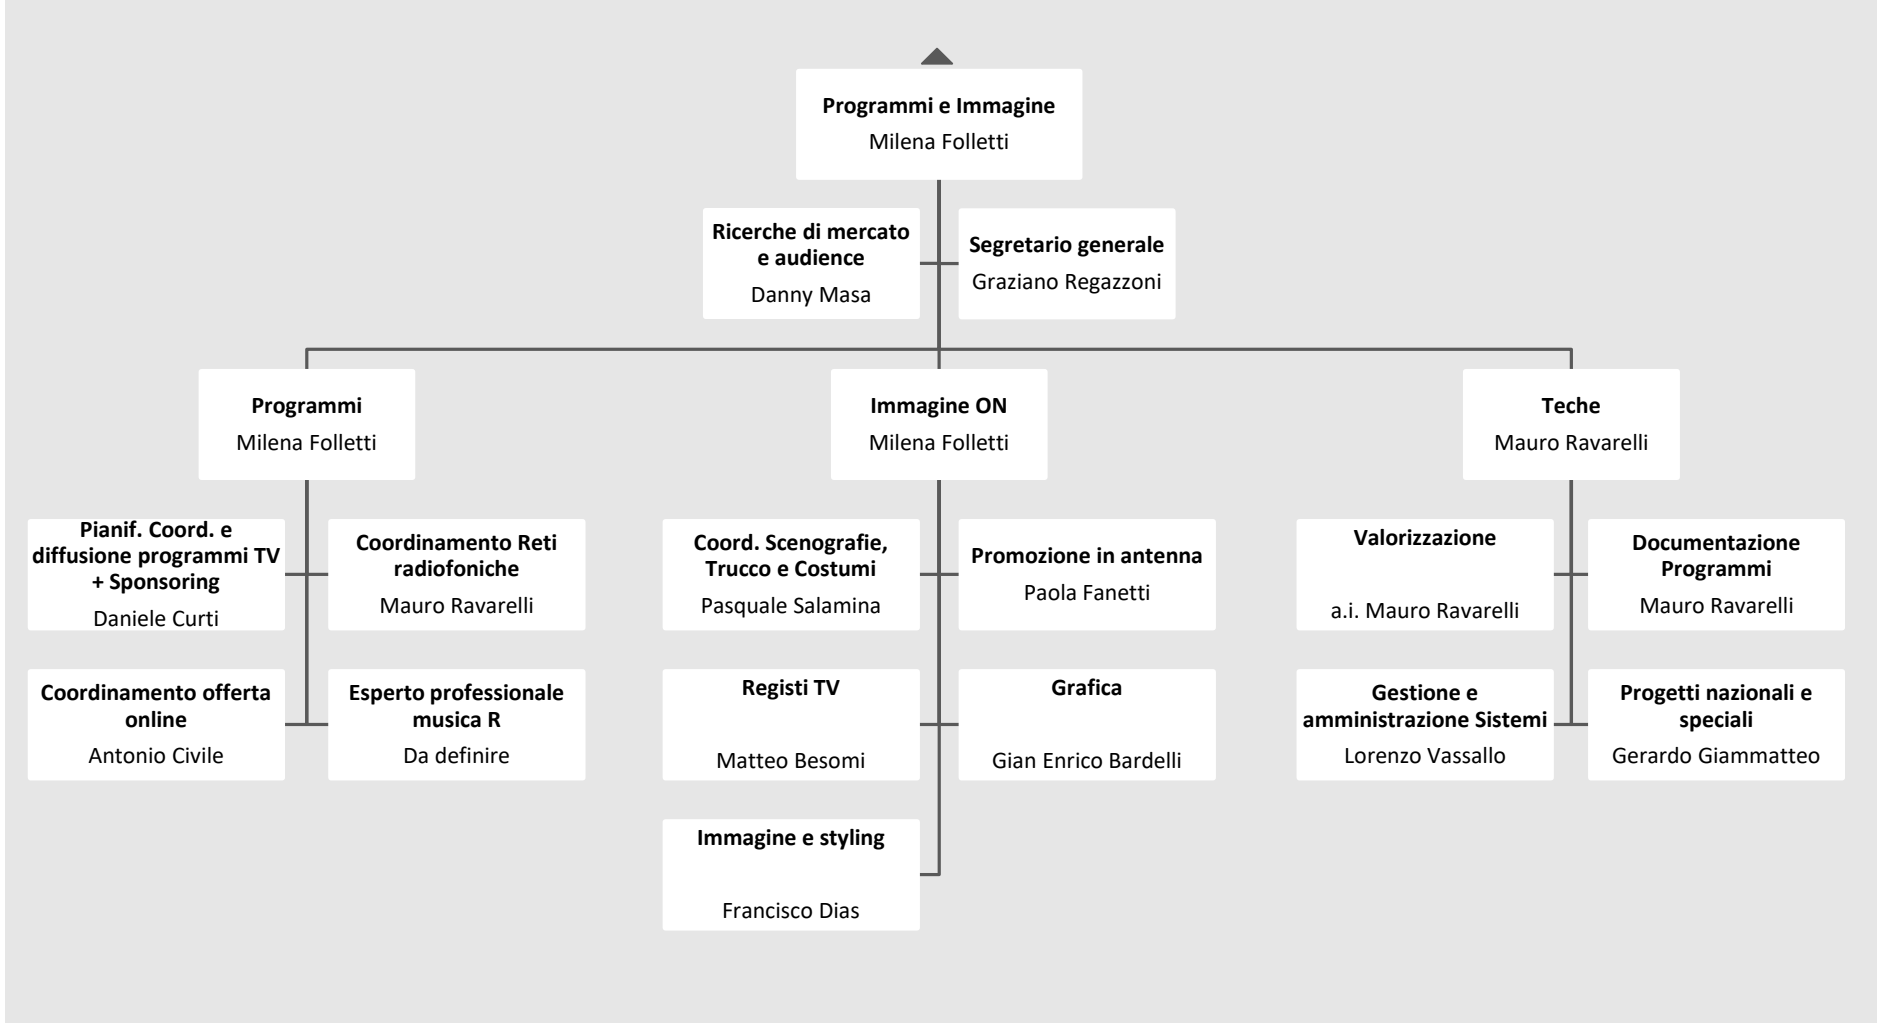 Programmi e Immagine
Milena Folletti
Ricerche di mercato
e audience
Danny Masa
Segretario generale
Graziano Regazzoni
Programmi
Milena Folletti
Immagine ON
Milena Folletti
Teche
Mauro Ravarelli
Pianif. Coord. e
diffusione programmi TV
+ Sponsoring
Daniele Curti
Coordinamento Reti
radiofoniche
Mauro Ravarelli
Coord. Scenografie,
Trucco e Costumi
Pasquale Salamina
Promozione in antenna
Paola Fanetti
Valorizzazione
a.i. Mauro Ravarelli
Documentazione
Programmi
Mauro Ravarelli
Coordinamento offerta
online
Antonio Civile
Esperto professionale
musica R
Da definire
Registi TV
Matteo Besomi
Grafica
Gian Enrico Bardelli
Gestione e
amministrazione Sistemi
Lorenzo Vassallo
Progetti nazionali e
speciali
Gerardo Giammatteo
Immagine e styling
Francisco Dias